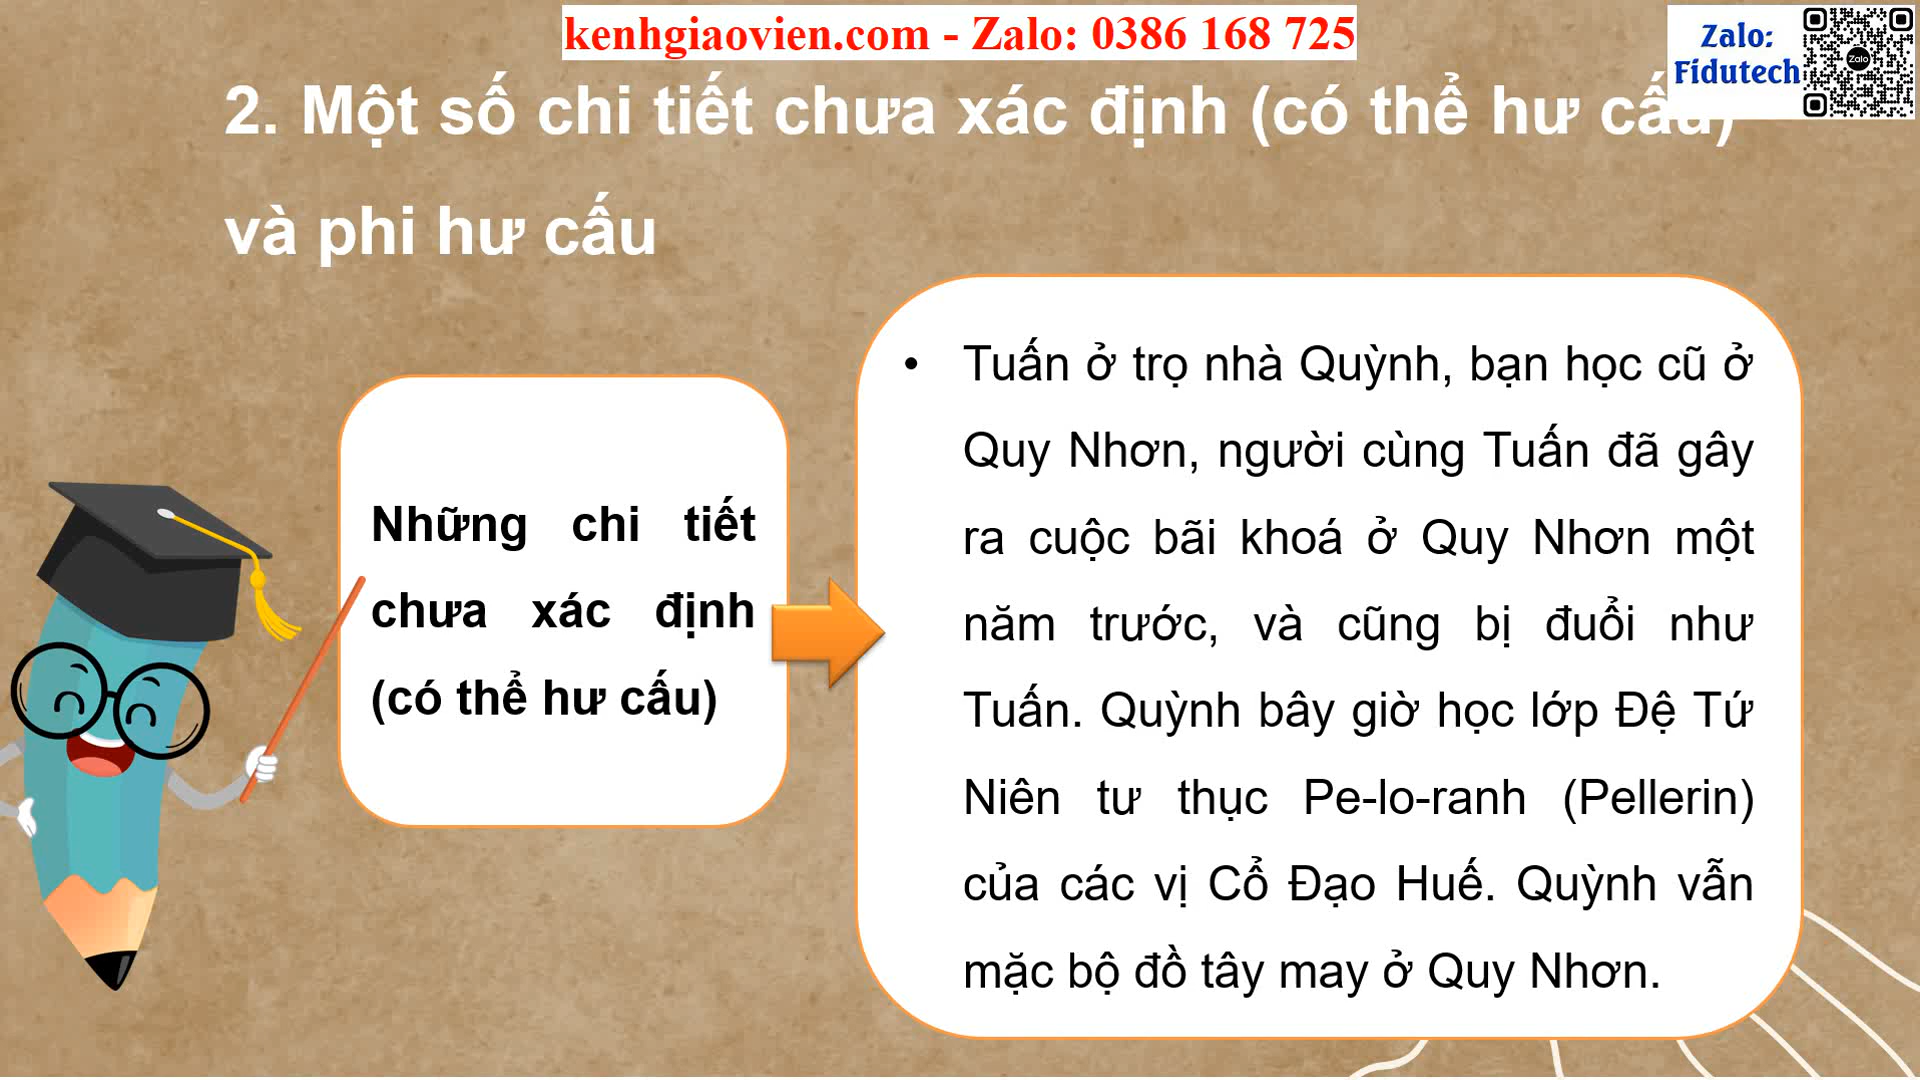 kenhgiaovien.com - Zalo: 0386 168 725
Zalo:
Fidutech
Zalo
2. Một số chi tiết chưa xác định (có thể hư cấu)
và phi hư cấu
Những chi tiết
chưa xác định
(có thể hư cấu)
• Tuấn ở trọ nhà Quỳnh, bạn học cũ ở
Quy Nhơn, người cùng Tuấn đã gây
ra cuộc bãi khoá ở Quy Nhơn một
năm trước, và cũng bị đuổi như
Tuấn. Quỳnh bây giờ học lớp Đệ Tứ
Niên tư thục Pe-lo-ranh (Pellerin)
của các vị Cổ Đạo Huế. Quỳnh vẫn
mặc bộ đồ tây may ở Quy Nhơn.